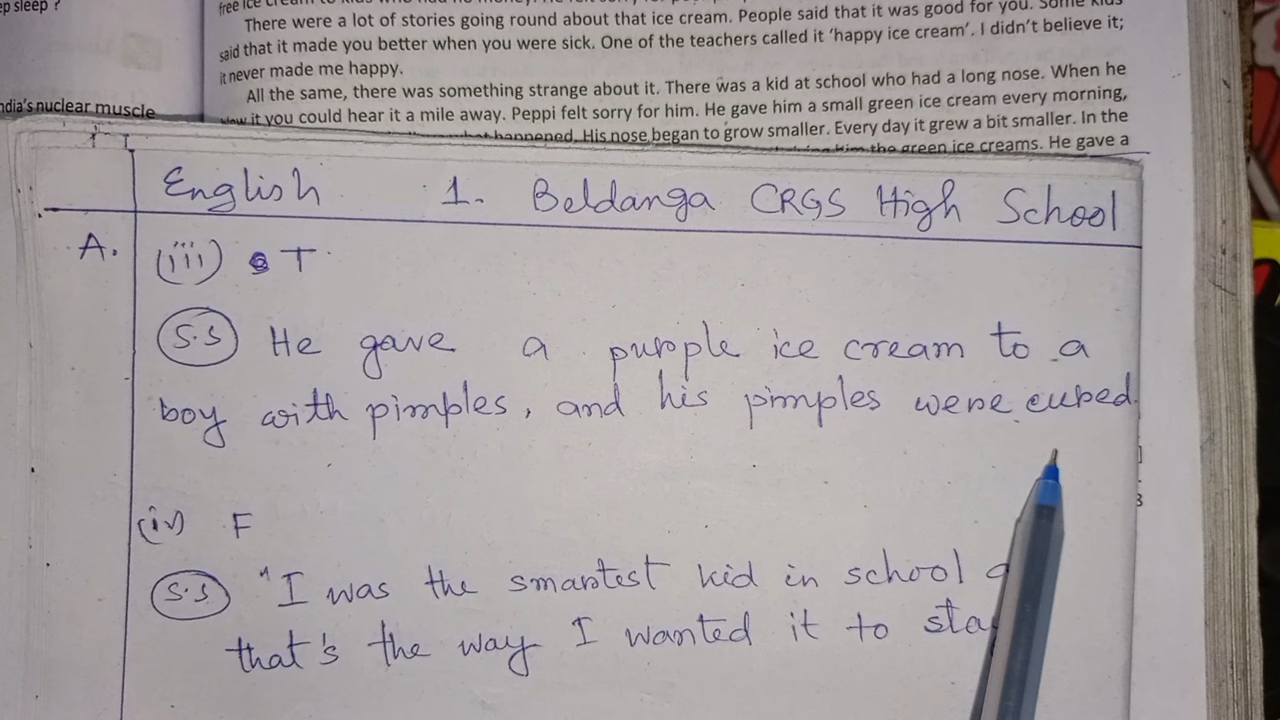 ep sleep ?
ndia's nuclear muscle
There were a lot of stories going round about that ice cream. People said that it was good for you. Some kids
said that it made you better when you were sick. One of the teachers called it 'happy ice cream'. I didn't believe it;
it never made me happy.
All the same, there was something strange about it. There was a kid at school who had a long nose. When he
it you could hear it a mile away. Peppi felt sorry for him. He gave him a small green ice cream every morning,
happened. His nose began to grow smaller. Every day it grew a bit smaller. In the
him the green ice creams. He gave a
English 1. Beldanga CRGS High School
A. (iii) T
S.S He gave a purple ice cream to a
boy with pimples, and his pimples were cured.
(iv) F
S.S "I was the smartest kid in school
that's the way I wanted it to sta